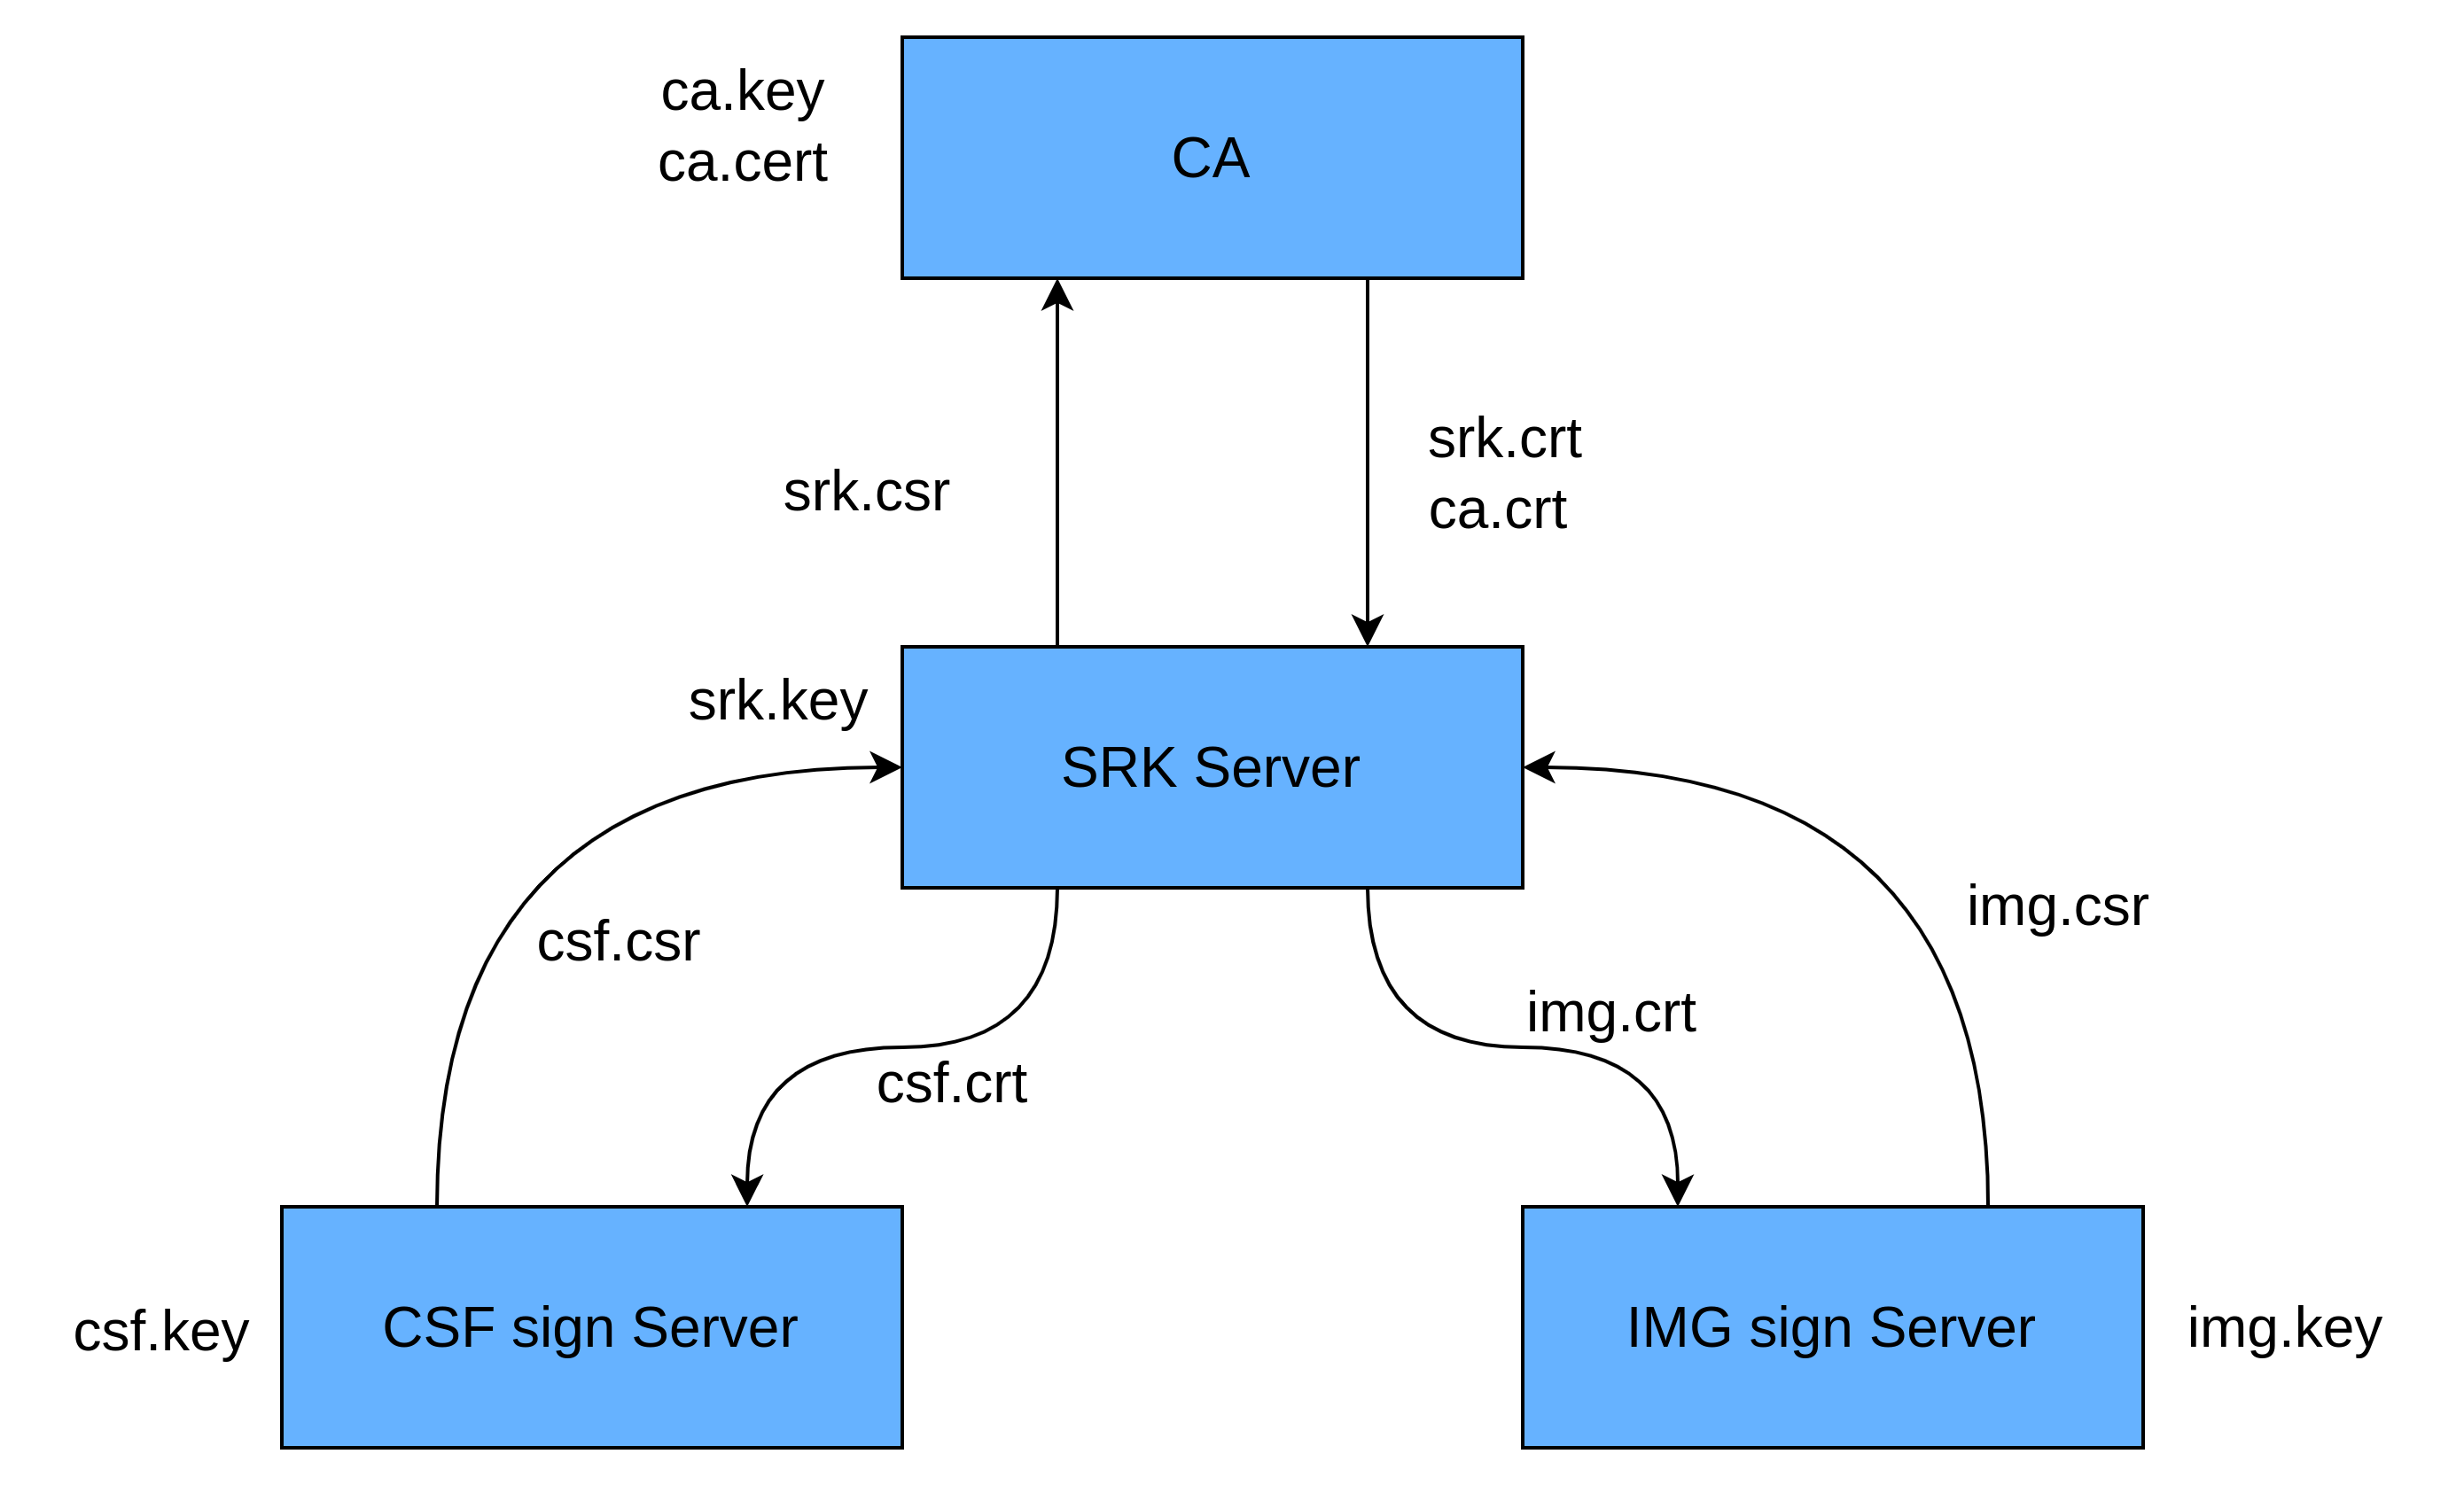 ca.key
ca.cert
CA
srk.csr
srk.crt
ca.crt
srk.key
SRK Server
csf.csr
img.csr
img.crt
csf.crt
csf.key
CSF sign Server
IMG sign Server
img.key